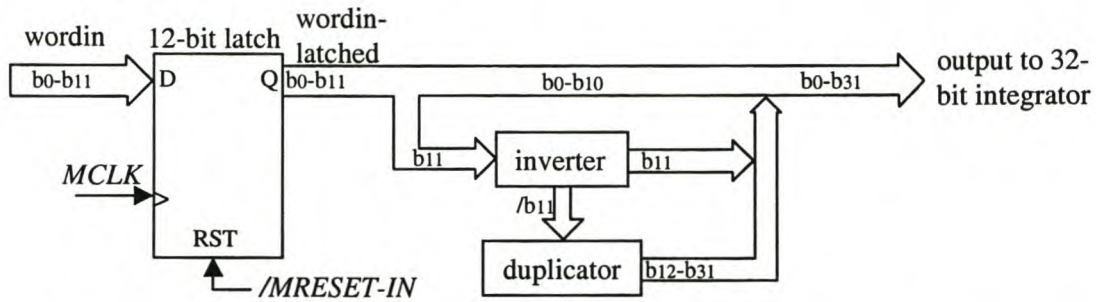 wordin
12-bit latch
wordin-
latched
b0-b11
D
Q
b0-b11
b0-b10
b0-b31
output to 32-
bit integrator
b11
inverter
b11
MCLK
/b11
RST
duplicator
b12-b31
/MRESET-IN